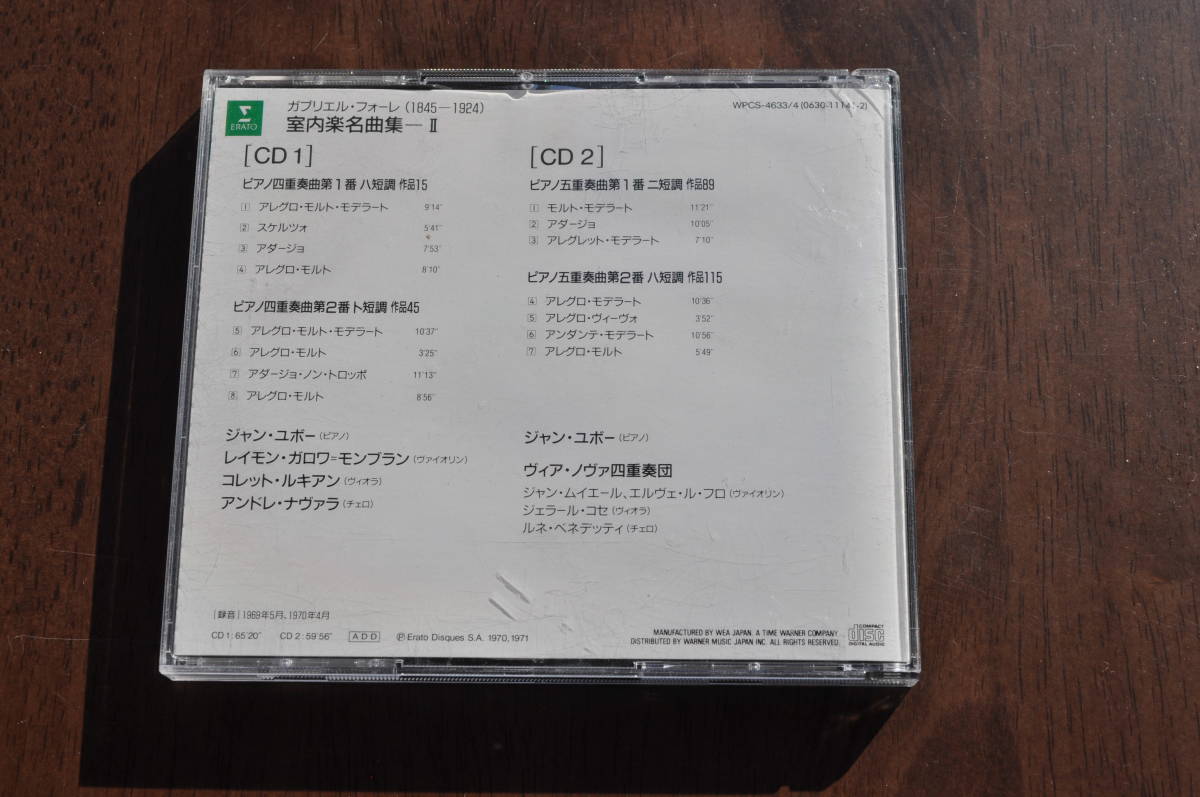 ERATO
ガブリエル・フォーレ (1845—1924)
室内楽名曲集—Ⅱ
WPCS-4633/4 (0630-11141-2)
[CD 1]
ピアノ四重奏曲第1番 ハ短調 作品15
1 アレグロ・モルト・モデラート 9'14"
2 スケルツォ 5'41"
3 アダージョ 7'53"
4 アレグロ・モルト 8'10"
ピアノ四重奏曲第2番 ト短調 作品45
5 アレグロ・モルト・モデラート 10'37"
6 アレグロ・モルト 3'25"
7 アダージョ・ノン・トロッポ 11'13"
8 アレグロ・モルト 8'56"
ジャン・ユボー (ピアノ)
レイモン・ガロワ=モンブラン (ヴァイオリン)
コレット・ルキアン (ヴィオラ)
アンドレ・ナヴァラ (チェロ)
[CD 2]
ピアノ五重奏曲第1番 ニ短調 作品89
1 モルト・モデラート 11'21"
2 アダージョ 10'05"
3 アレグレット・モデラート 7'10"
ピアノ五重奏曲第2番 ハ短調 作品115
4 アレグロ・モデラート 10'36"
5 アレグロ・ヴィーヴォ 3'52"
6 アンダンテ・モデラート 10'56"
7 アレグロ・モルト 5'49"
ジャン・ユボー (ピアノ)
ヴィア・ノヴァ四重奏団
ジャン・ムイエール、エルヴェ・ル・フロ (ヴァイオリン)
ジェラール・コセ (ヴィオラ)
ルネ・ベネデッティ (チェロ)
[録音] 1969年5月、1970年4月
CD 1: 65'20" CD 2: 59'56" ADD ℗ Erato Disques S.A. 1970, 1971
MANUFACTURED BY WEA JAPAN. A TIME WARNER COMPANY.
DISTRIBUTED BY WARNER MUSIC JAPAN INC. ALL RIGHTS RESERVED.
COMPACT
disc
DIGITAL AUDIO